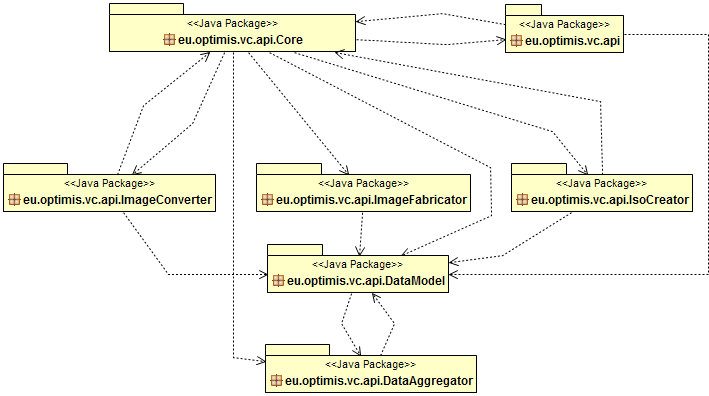 <<Java Package>>
eu.optimis.vc.api.Core
<<Java Package>>
eu.optimis.vc.api
<<Java Package>>
eu.optimis.vc.api.ImageConverter
<<Java Package>>
eu.optimis.vc.api.ImageFabricator
<<Java Package>>
eu.optimis.vc.api.IsoCreator
<<Java Package>>
eu.optimis.vc.api.DataModel
<<Java Package>>
eu.optimis.vc.api.DataAggregator